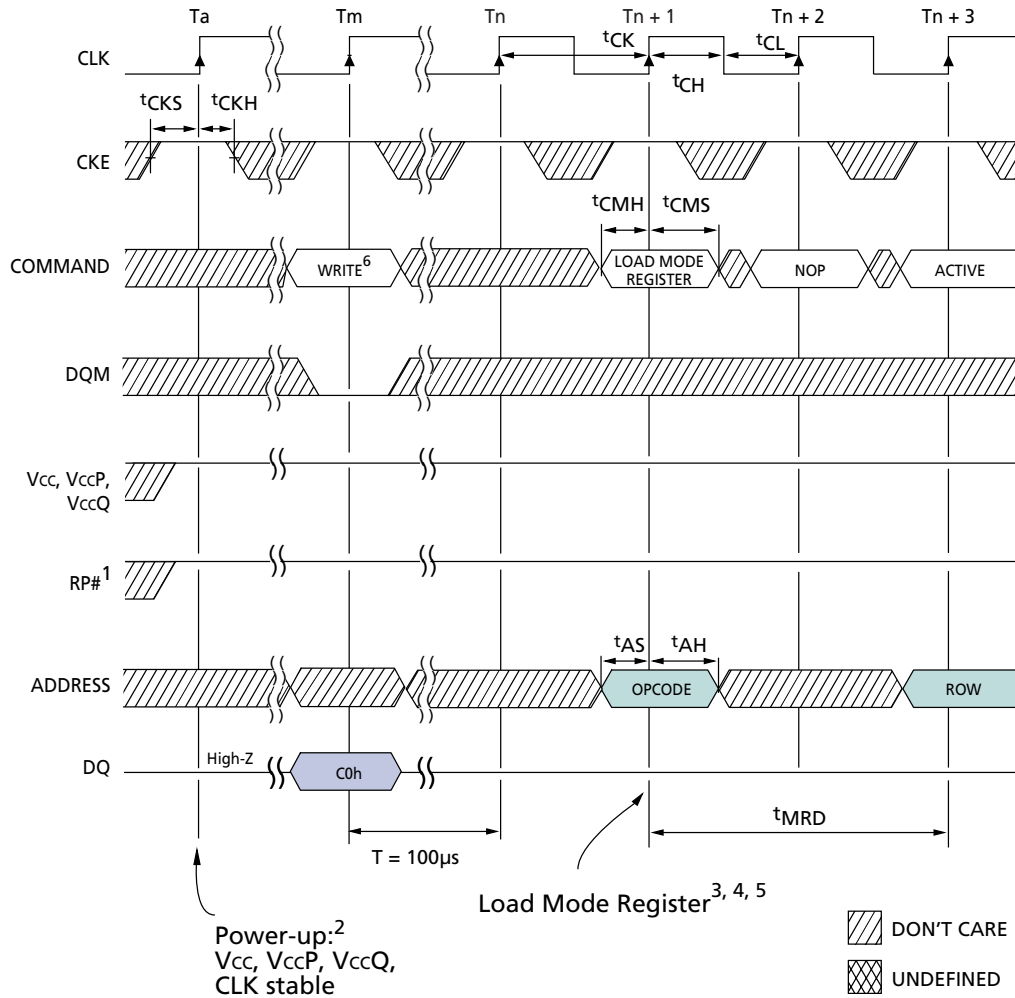 Ta Tm Tn Tn + 1 Tn + 2 Tn + 3
CLK
tCK
tCL
tCH
tCKS tCKH
CKE
tCMH tCMS
COMMAND
WRITE6
LOAD MODE
REGISTER
NOP
ACTIVE
DQM
Vcc, VccP,
VccQ
RP#1
tAS tAH
ADDRESS
OPCODE
ROW
DQ
High-Z
C0h
T = 100µs
tMRD
Load Mode Register3, 4, 5
Power-up:2
Vcc, VccP, VccQ,
CLK stable
DON'T CARE
UNDEFINED